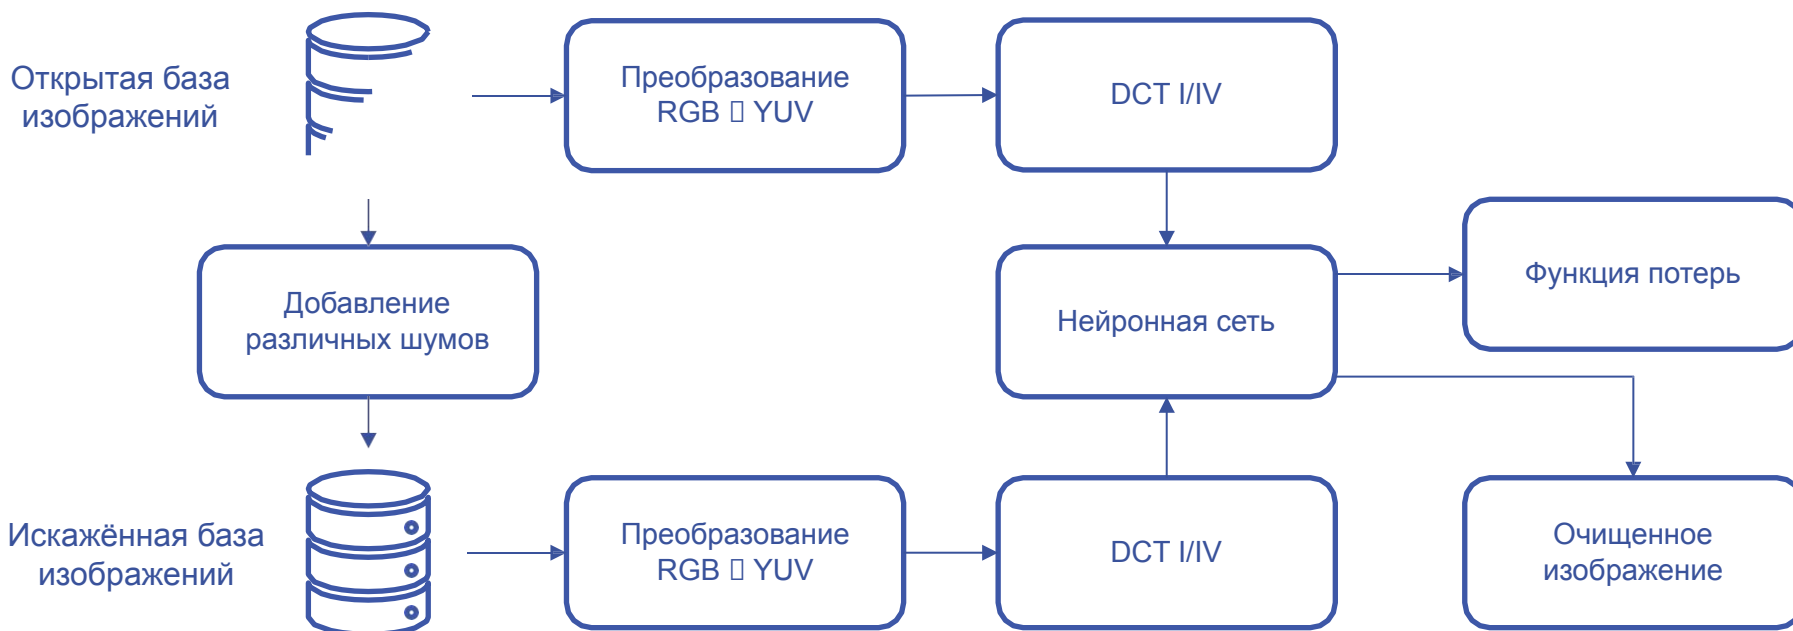 Открытая база
изображений
Преобразование
RGB ▯ YUV
DCT I/IV
Добавление
различных шумов
Нейронная сеть
Функция потерь
Искажённая база
изображений
Преобразование
RGB ▯ YUV
DCT I/IV
Очищенное
изображение